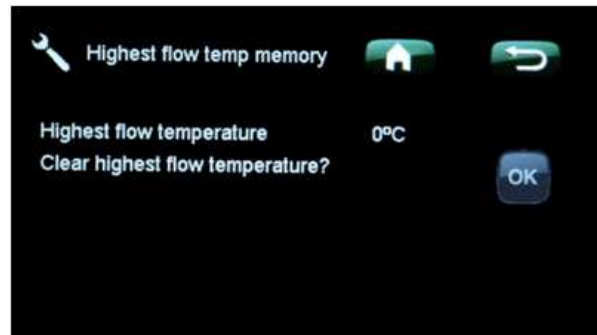 Highest flow temp memory
Highest flow temperature 0ºC
Clear highest flow temperature?
OK